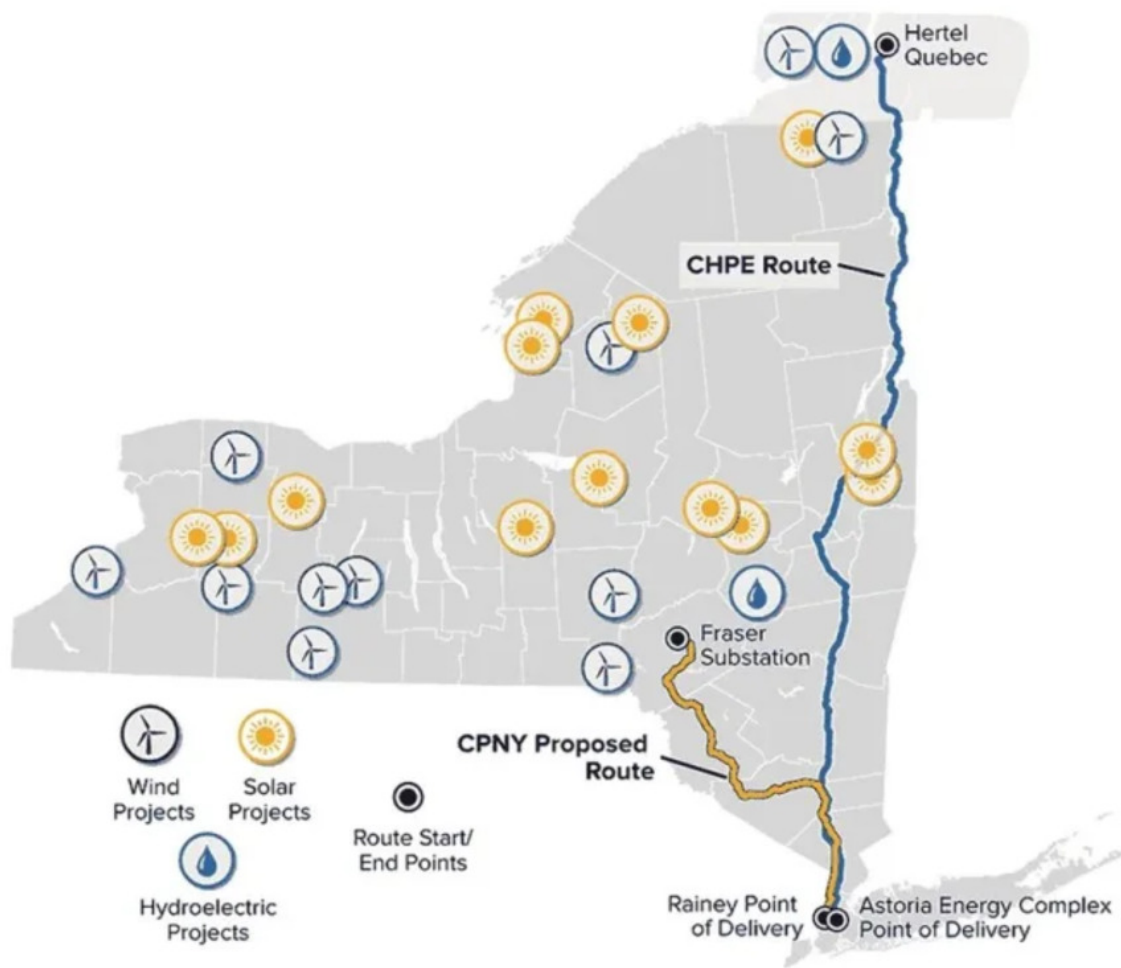 Hertel
Quebec
CHPE Route
Fraser
Substation
CPNY Proposed
Route
Wind
Projects
Solar
Projects
Route Start/
End Points
Hydroelectric
Projects
Rainey Point
of Delivery
Astoria Energy Complex
Point of Delivery